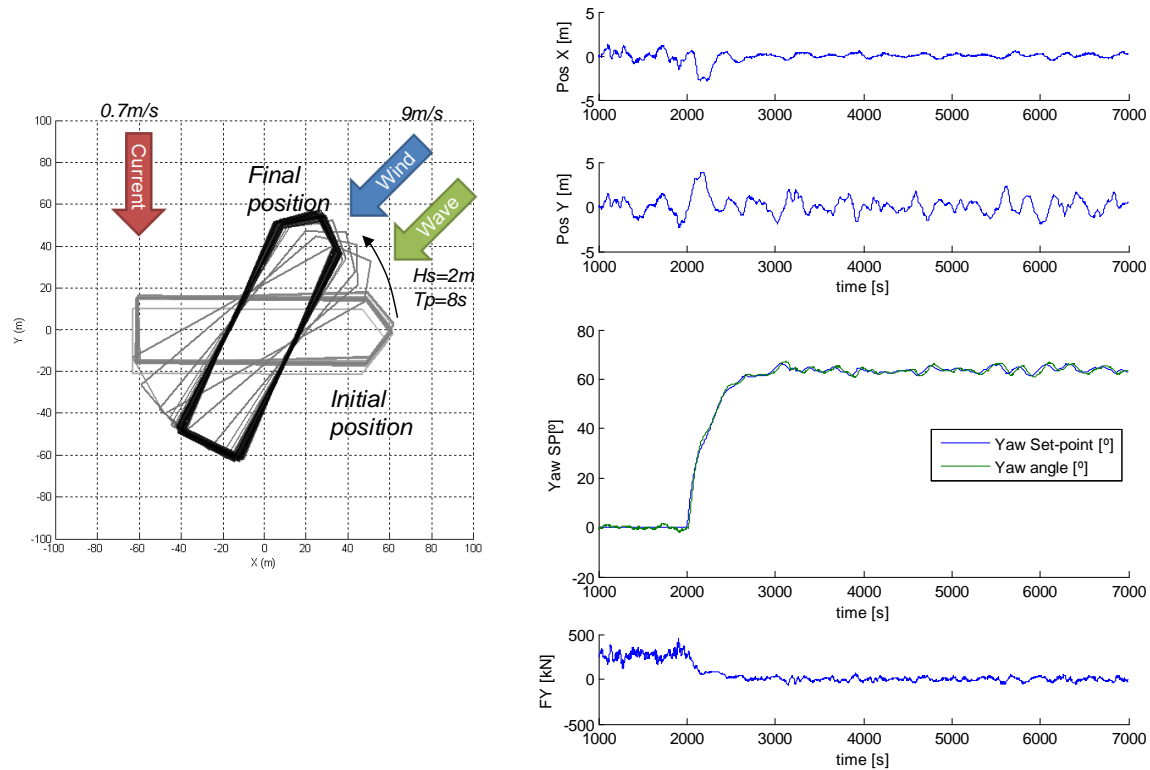 0.7m/s
9m/s
Current
Wind
Wave
Final
position
Hs=2m
Tp=8s
Initial
position
100
80
60
40
20
0
-20
-40
-60
-80
-100
Y (m)
-100 -80 -60 -40 -20 0 20 40 60 80 100
X (m)
Pos X [m]
5
0
-5
1000 2000 3000 4000 5000 6000 7000
Pos Y [m]
5
0
-5
1000 2000 3000 4000 5000 6000 7000
time [s]
Yaw SP[º]
80
60
40
20
0
-20
Yaw Set-point [º]
Yaw angle [º]
1000 2000 3000 4000 5000 6000 7000
time [s]
FY [kN]
500
0
-500
1000 2000 3000 4000 5000 6000 7000
time [s]